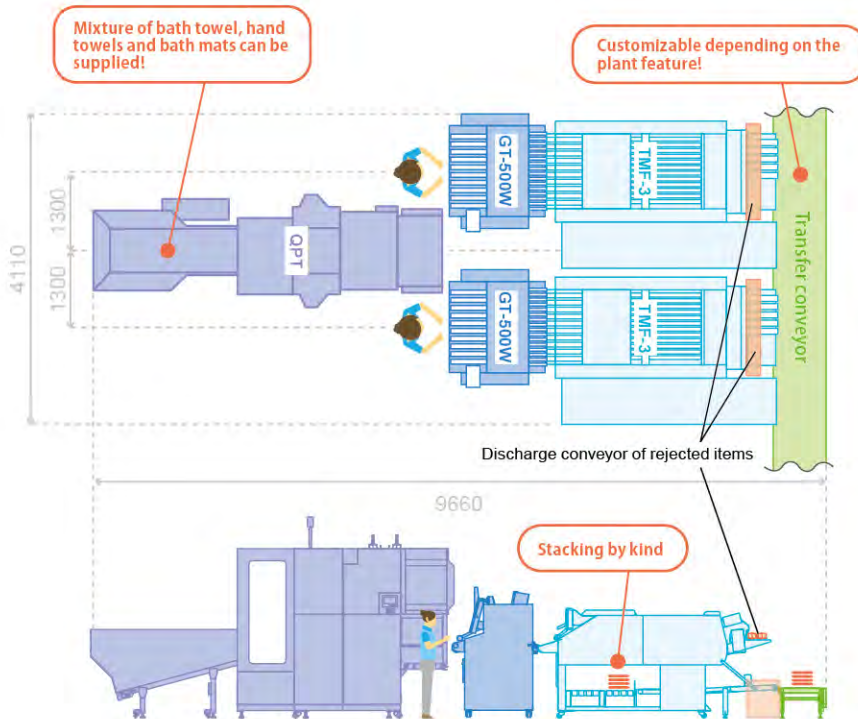 Mixture of bath towel, hand
towels and bath mats can be
supplied!
Customizable depending on the
plant feature!
4110
1300
1300
QPT
GT-500W
TMF-3
GT-500W
TMF-3
Transfer conveyor
Discharge conveyor of rejected items
9660
Stacking by kind